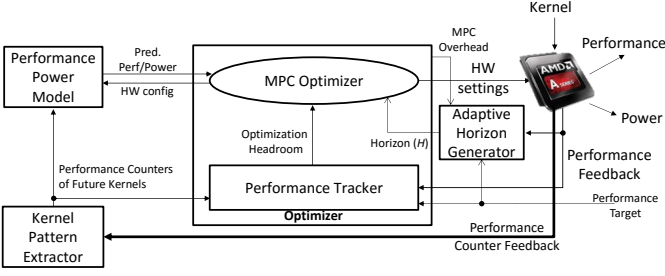 Kernel
MPC
Overhead
Performance
Pred.
Perf/Power
Performance
Power
Model
MPC Optimizer
HW
settings
AMD
A SERIES
HW config
Adaptive
Horizon
Generator
Power
Optimization
Headroom
Horizon (H)
Performance
Feedback
Performance Counters
of Future Kernels
Performance Tracker
Performance
Target
Optimizer
Kernel
Pattern
Extractor
Performance
Counter Feedback